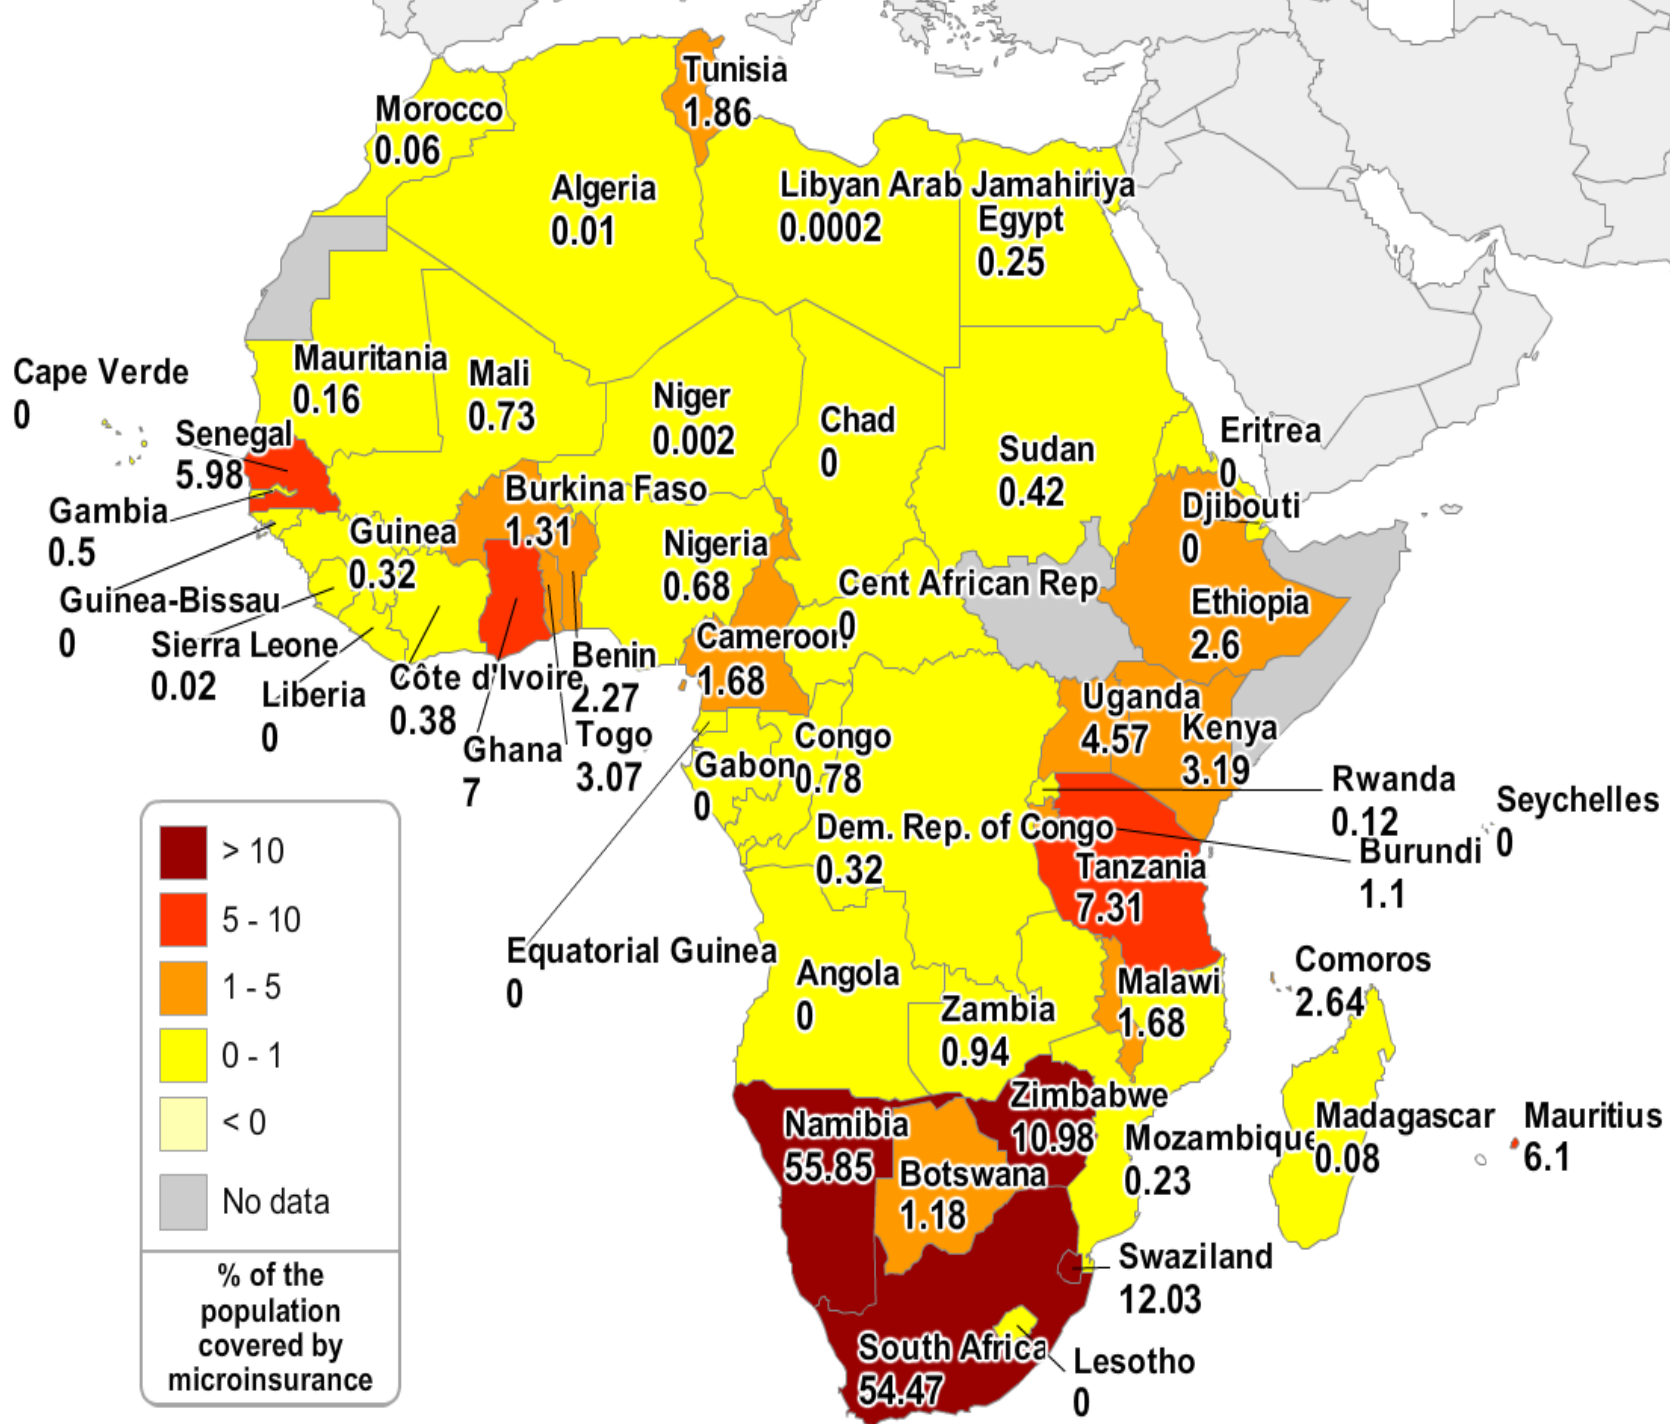 Tunisia
1.86
Morocco
0.06
Algeria
0.01
Libyan Arab Jamahiriya
0.0002
Egypt
0.25
Cape Verde
0
Mauritania
0.16
Mali
0.73
Niger
0.002
Chad
0
Sudan
0.42
Eritrea
0
Senegal
5.98
Gambia
0.5
Burkina Faso
1.31
Djibouti
0
Guinea
0.32
Nigeria
0.68
Cent African Rep
0
Ethiopia
2.6
Guinea-Bissau
0
Sierra Leone
0.02
Liberia
0
Côte d'Ivoire
0.38
Benin
2.27
Cameroon
1.68
Ghana
7
Togo
3.07
Uganda
4.57
Kenya
3.19
Congo
0.78
Gabon
0
Rwanda
0.12
Seychelles
0
Dem. Rep. of Congo
0.32
Burundi
1.1
Tanzania
7.31
Equatorial Guinea
0
Angola
0
Malawi
1.68
Comoros
2.64
Zambia
0.94
Zimbabwe
10.98
Namibia
55.85
Botswana
1.18
Mozambique
0.23
Madagascar
0.08
Mauritius
6.1
Swaziland
12.03
South Africa
54.47
Lesotho
0
> 10
5 - 10
1 - 5
0 - 1
< 0
No data
% of the
population
covered by
microinsurance